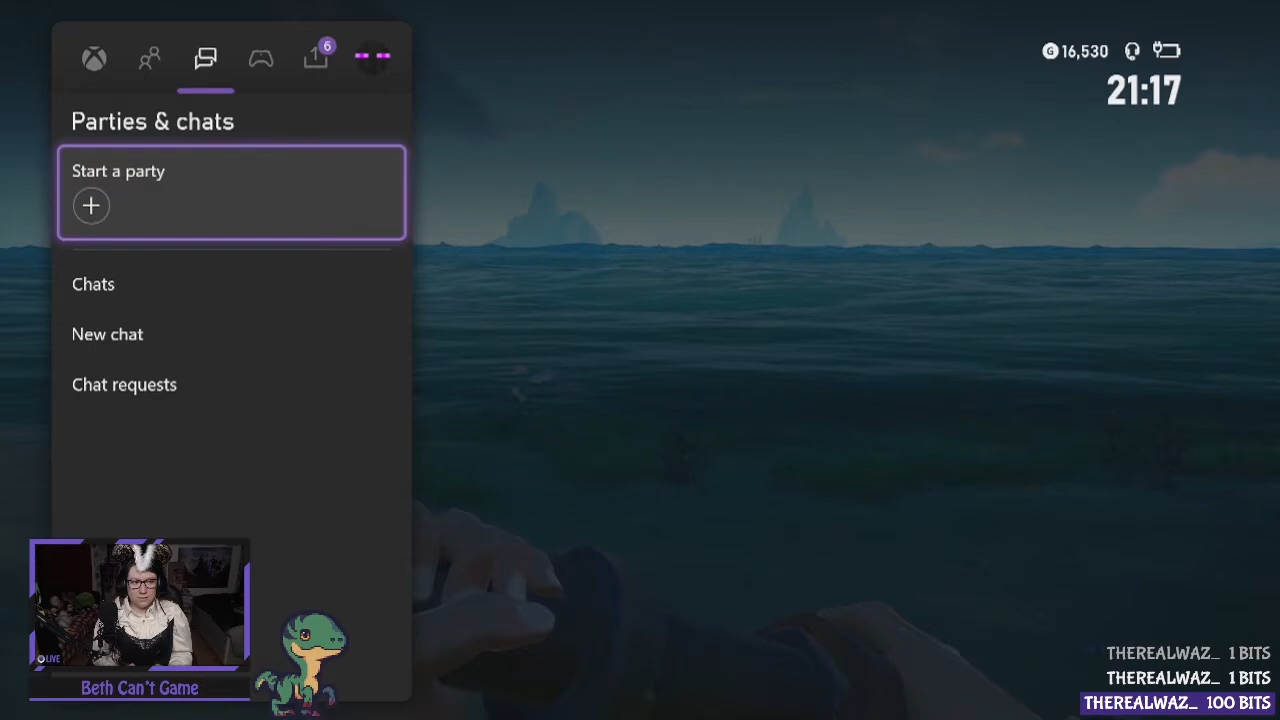 6
G 16,530
21:17
Parties & chats
Start a party
Chats
New chat
Chat requests
LIVE
Beth Can't Game
THEREALWAZ_ 1 BITS
THEREALWAZ_ 1 BITS
THEREALWAZ_ 100 BITS